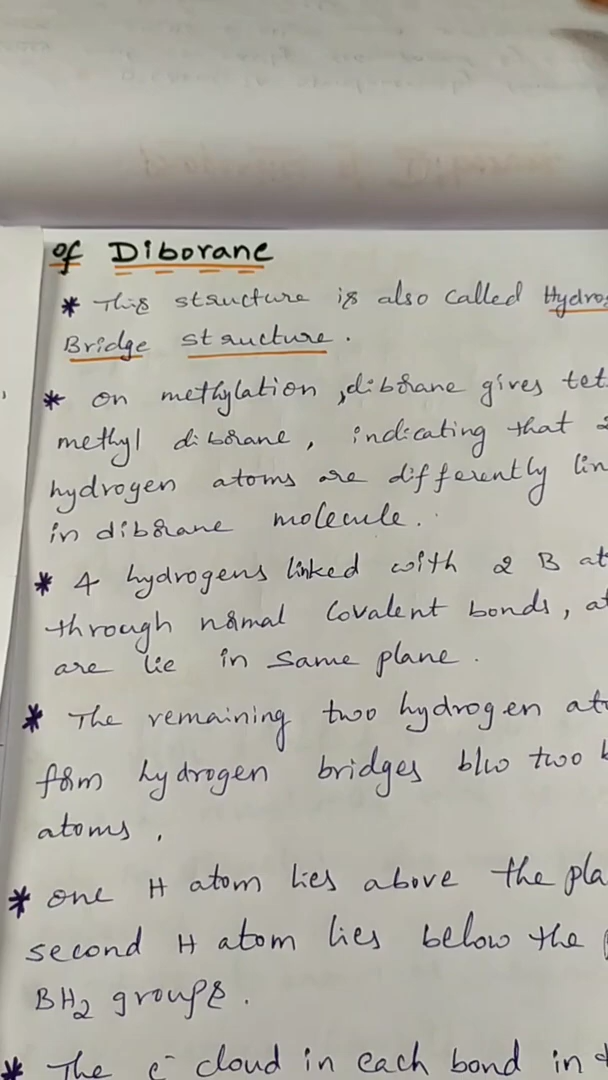 of Diborane
* This structure is also called Hydro
Bridge structure.
* on methylation, diborane gives tet
methyl diborane, indicating that 2
hydrogen atoms are differently lin
in diborane molecule.
* 4 hydrogens linked with 2 B at
through normal covalent bonds, at
are lie in same plane.
* The remaining two hydrogen ato
form hydrogen bridges b/w two b
atoms,
* one H atom lies above the pla
second H atom lies below the
BH2 groups.
* The e⁻ cloud in each bond in